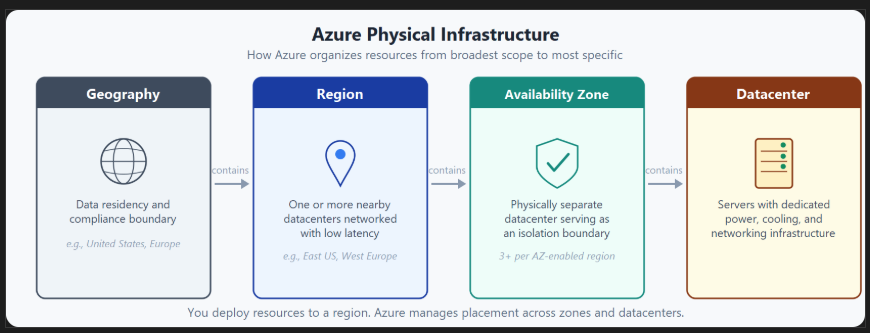 Azure Physical Infrastructure
How Azure organizes resources from broadest scope to most specific
Geography
Data residency and
compliance boundary
e.g., United States, Europe
contains
Region
One or more nearby
datacenters networked
with low latency
e.g., East US, West Europe
contains
Availability Zone
Physically separate
datacenter serving as
an isolation boundary
3+ per AZ-enabled region
contains
Datacenter
Servers with dedicated
power, cooling, and
networking infrastructure
You deploy resources to a region. Azure manages placement across zones and datacenters.